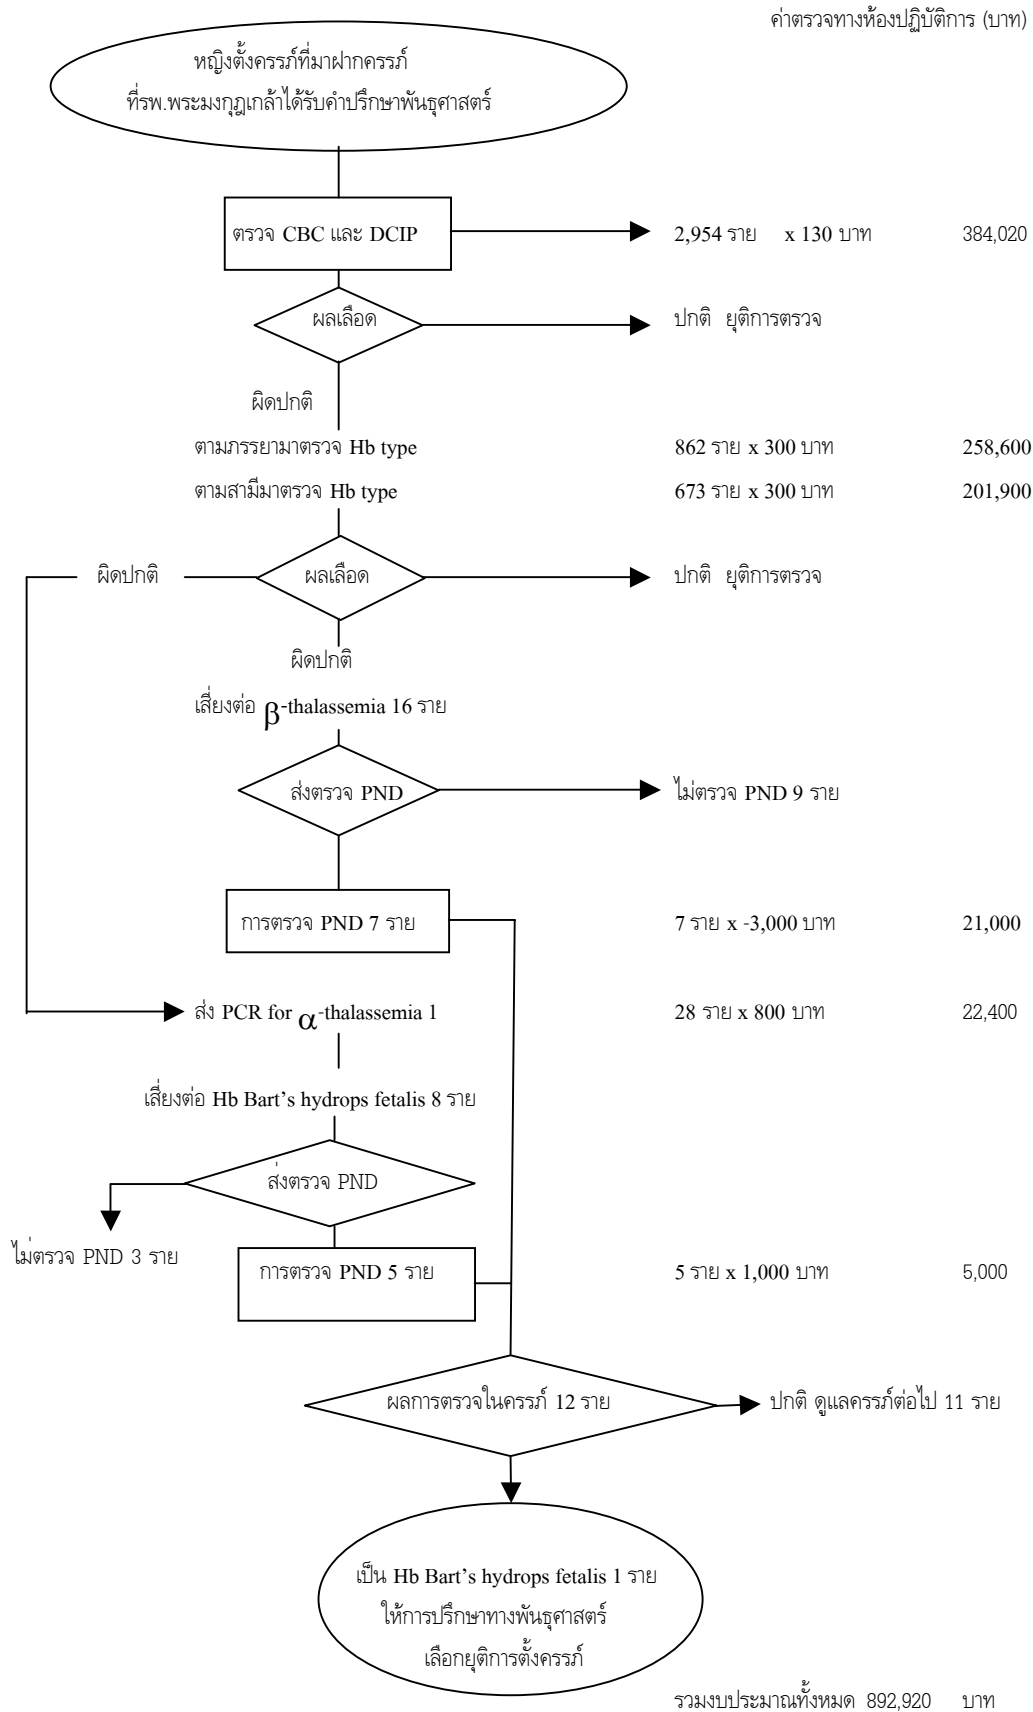 ค่าตรวจทางห้องปฏิบัติการ (บาท)
หญิงตั้งครรภ์ที่มาฝากครรภ์
ที่รพ.พระมงกุฎเกล้าได้รับคำปรึกษาพันธุศาสตร์
ตรวจ CBC และ DCIP 2,954 ราย x 130 บาท 384,020
ผลเลือด ปกติ ยุติการตรวจ
ผิดปกติ
ตามภรรยามาตรวจ Hb type 862 ราย x 300 บาท 258,600
ตามสามีมาตรวจ Hb type 673 ราย x 300 บาท 201,900
ผิดปกติ ผลเลือด ปกติ ยุติการตรวจ
ผิดปกติ
เสี่ยงต่อ β-thalassemia 16 ราย
ส่งตรวจ PND ไม่ตรวจ PND 9 ราย
การตรวจ PND 7 ราย 7 ราย x -3,000 บาท 21,000
ส่ง PCR for α-thalassemia 1 28 ราย x 800 บาท 22,400
เสี่ยงต่อ Hb Bart's hydrops fetalis 8 ราย
ส่งตรวจ PND
ไม่ตรวจ PND 3 ราย
การตรวจ PND 5 ราย 5 ราย x 1,000 บาท 5,000
ผลการตรวจในครรภ์ 12 ราย ปกติ ดูแลครรภ์ต่อไป 11 ราย
เป็น Hb Bart's hydrops fetalis 1 ราย
ให้การปรึกษาทางพันธุศาสตร์
เลือกยุติการตั้งครรภ์
รวมงบประมาณทั้งหมด 892,920 บาท